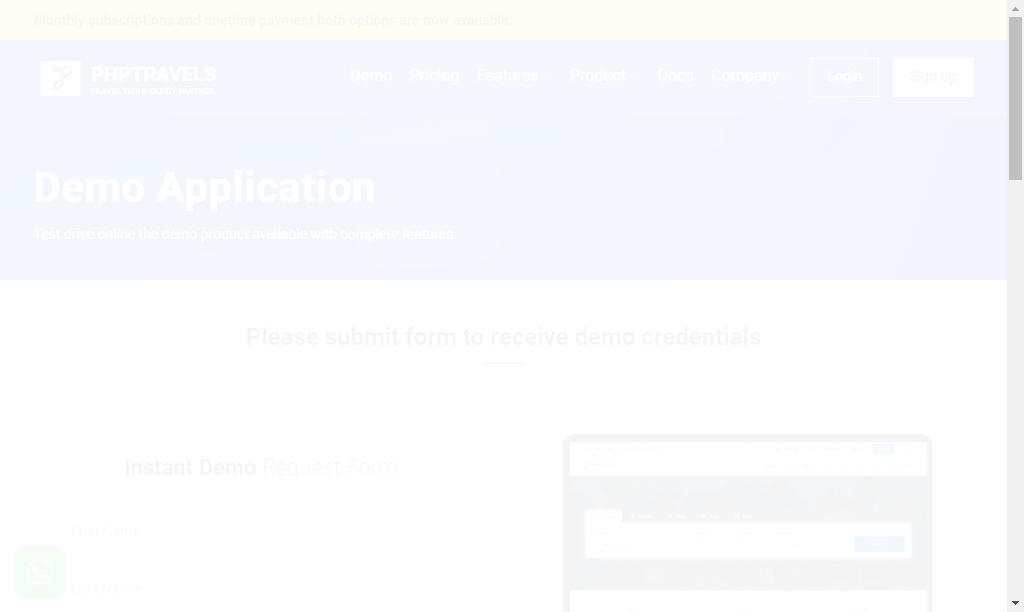 Monthly subscriptions and onetime payment both options are now available.
PHPTRAVELS
TRAVEL TECHNOLOGY PARTNER
Demo Pricing Features Product Docs Company Login Sign up
Demo Application
Test drive online the demo product available with complete features
Please submit form to receive demo credentials
Instant Demo Request Form
First Name
Last Name